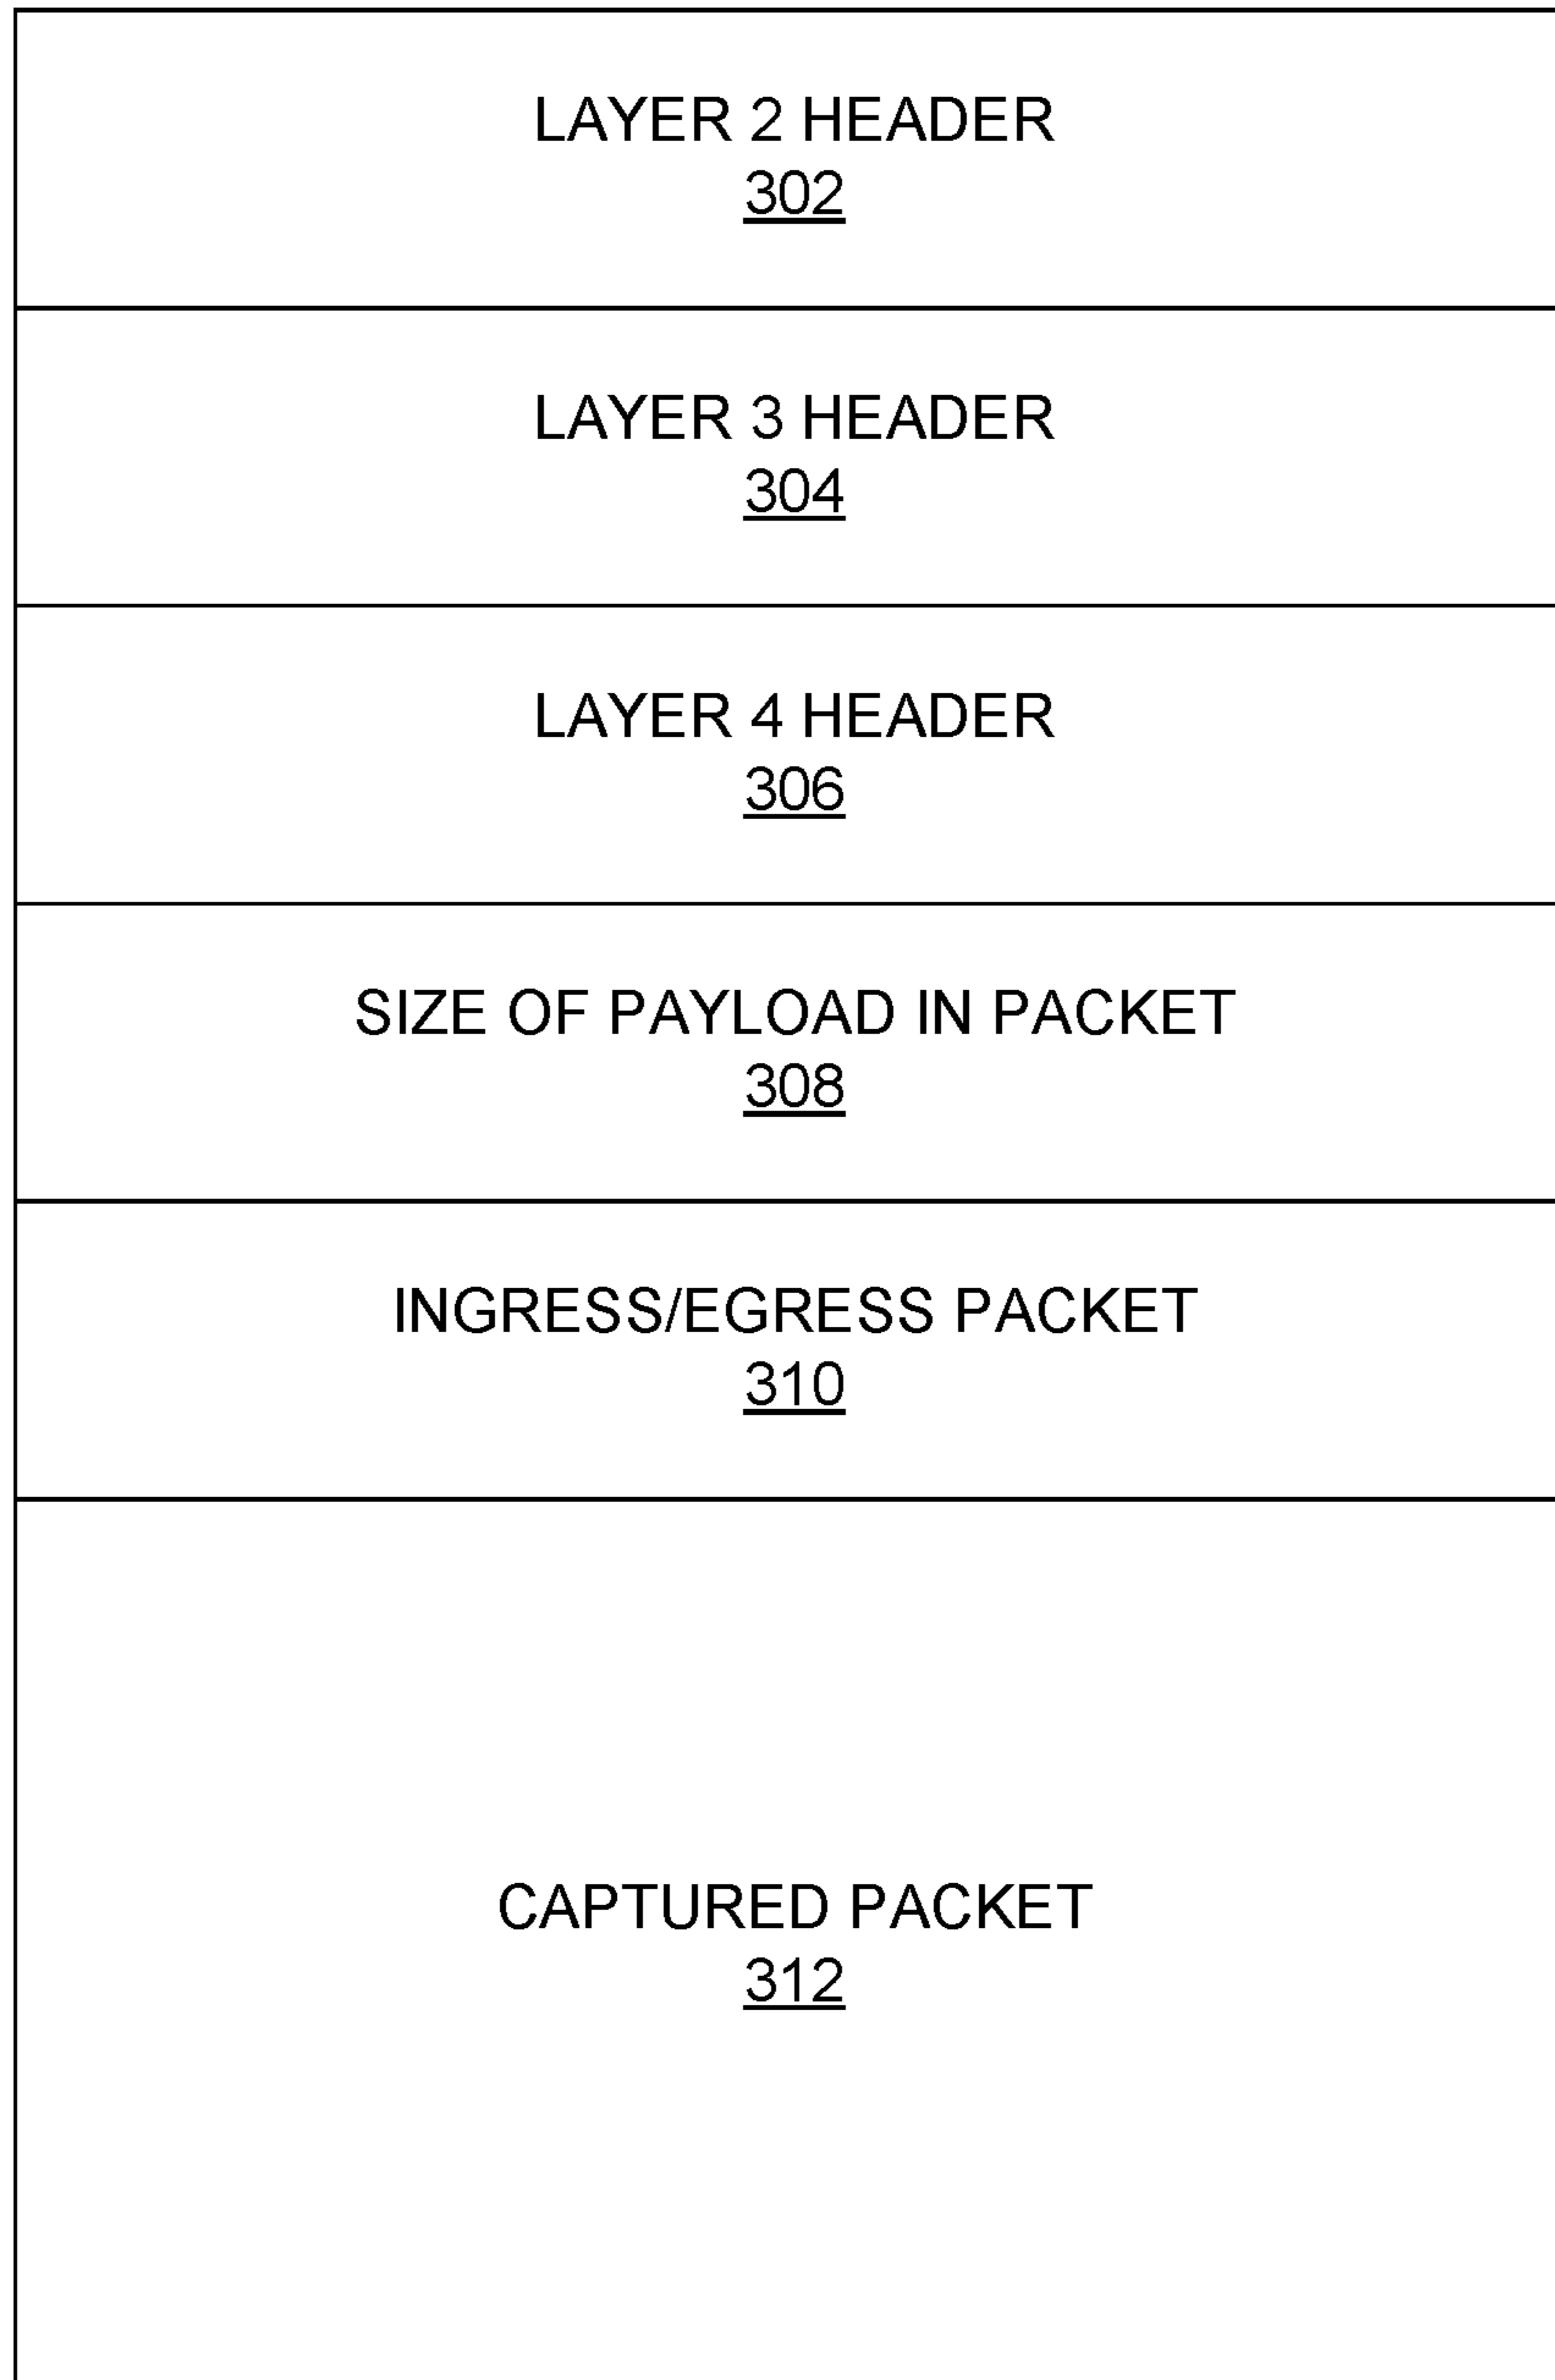 LAYER 2 HEADER
302
LAYER 3 HEADER
304
LAYER 4 HEADER
306
SIZE OF PAYLOAD IN PACKET
308
INGRESS/EGRESS PACKET
310
CAPTURED PACKET
312